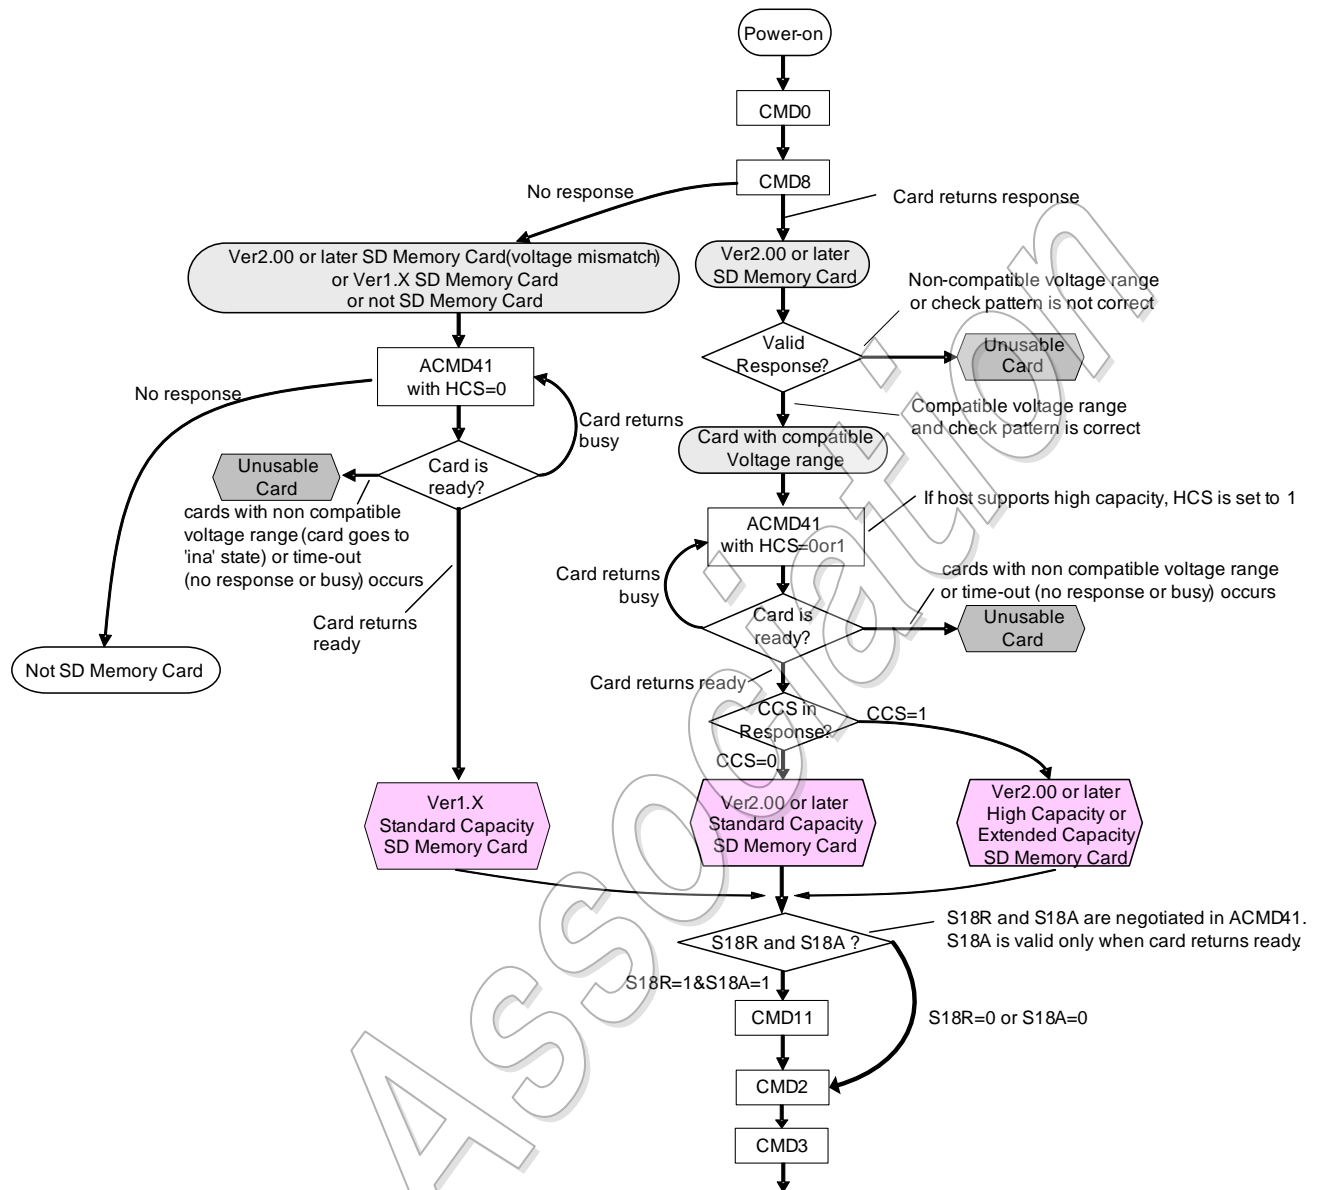 Power-on
CMD0
CMD8
No response
Card returns response
Ver2.00 or later SD Memory Card(voltage mismatch)
or Ver1.X SD Memory Card
or not SD Memory Card
Ver2.00 or later
SD Memory Card
Non-compatible voltage range
or check pattern is not correct
Valid
Response?
Unusable
Card
ACMD41
with HCS=0
No response
Card returns
busy
Compatible voltage range
and check pattern is correct
Card with compatible
Voltage range
Unusable
Card
Card is
ready?
cards with non compatible
voltage range (card goes to
'ina' state) or time-out
(no response or busy) occurs
If host supports high capacity, HCS is set to 1
ACMD41
with HCS=0or1
Card returns
busy
cards with non compatible voltage range
or time-out (no response or busy) occurs
Card is
ready?
Unusable
Card
Card returns
ready
Not SD Memory Card
Card returns ready
CCS in
Response?
CCS=1
CCS=0
Ver1.X
Standard Capacity
SD Memory Card
Ver2.00 or later
Standard Capacity
SD Memory Card
Ver2.00 or later
High Capacity or
Extended Capacity
SD Memory Card
S18R and S18A ?
S18R and S18A are negotiated in ACMD41.
S18A is valid only when card returns ready.
S18R=1&S18A=1
CMD11
S18R=0 or S18A=0
CMD2
CMD3
Association